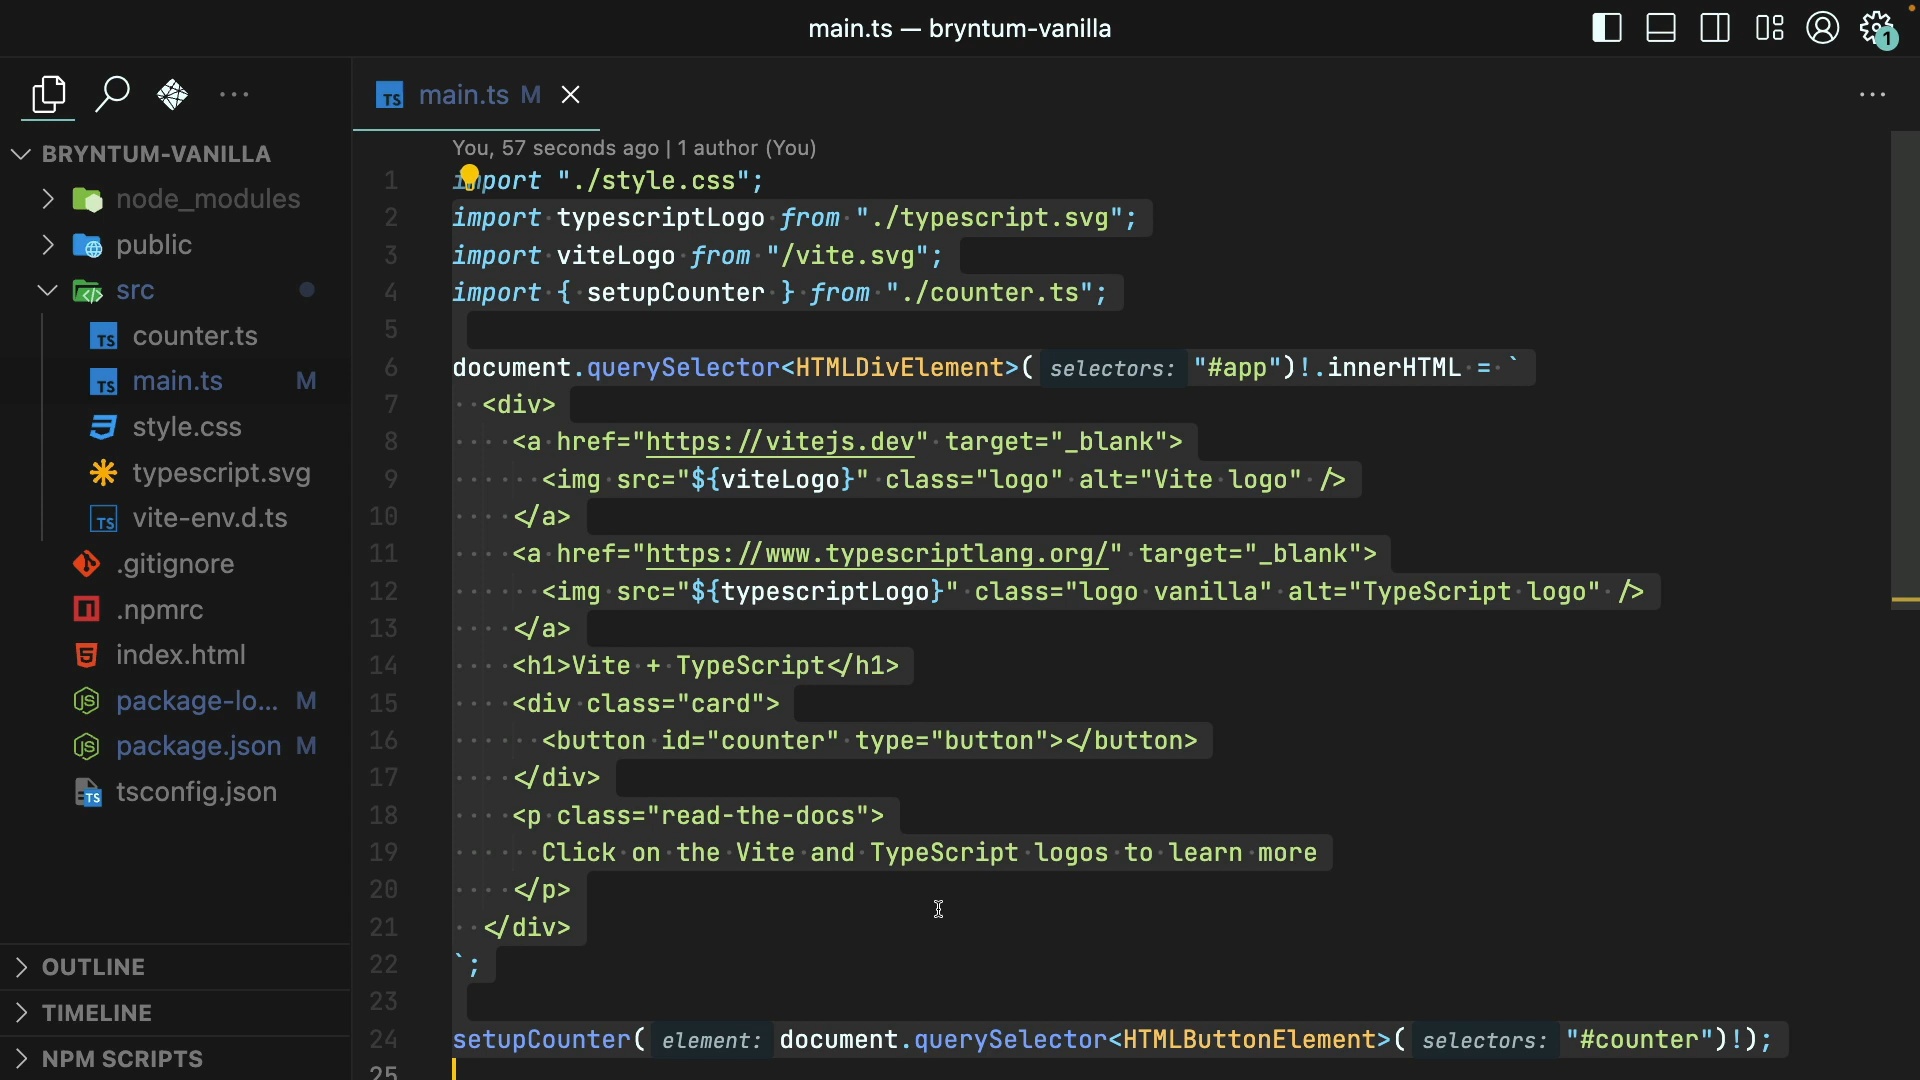 main.ts — bryntum-vanilla
1
main.ts M
BRYNTUM-VANILLA
node_modules
public
src
counter.ts
main.ts M
style.css
typescript.svg
vite-env.d.ts
.gitignore
.npmrc
index.html
package-lo... M
package.json M
tsconfig.json
OUTLINE
TIMELINE
NPM SCRIPTS
You, 57 seconds ago | 1 author (You)
1 import "./style.css";
2 import typescriptLogo from "./typescript.svg";
3 import viteLogo from "/vite.svg";
4 import { setupCounter } from "./counter.ts";
5
6 document.querySelector<HTMLDivElement>( selectors: "#app")!.innerHTML = `
7 <div>
8 <a href="https://vitejs.dev" target="_blank">
9 <img src="${viteLogo}" class="logo" alt="Vite logo" />
10 </a>
11 <a href="https://www.typescriptlang.org/" target="_blank">
12 <img src="${typescriptLogo}" class="logo vanilla" alt="TypeScript logo" />
13 </a>
14 <h1>Vite + TypeScript</h1>
15 <div class="card">
16 <button id="counter" type="button"></button>
17 </div>
18 <p class="read-the-docs">
19 Click on the Vite and TypeScript logos to learn more
20 </p>
21 </div>
22 `;
23
24 setupCounter( element: document.querySelector<HTMLButtonElement>( selectors: "#counter")!);
25